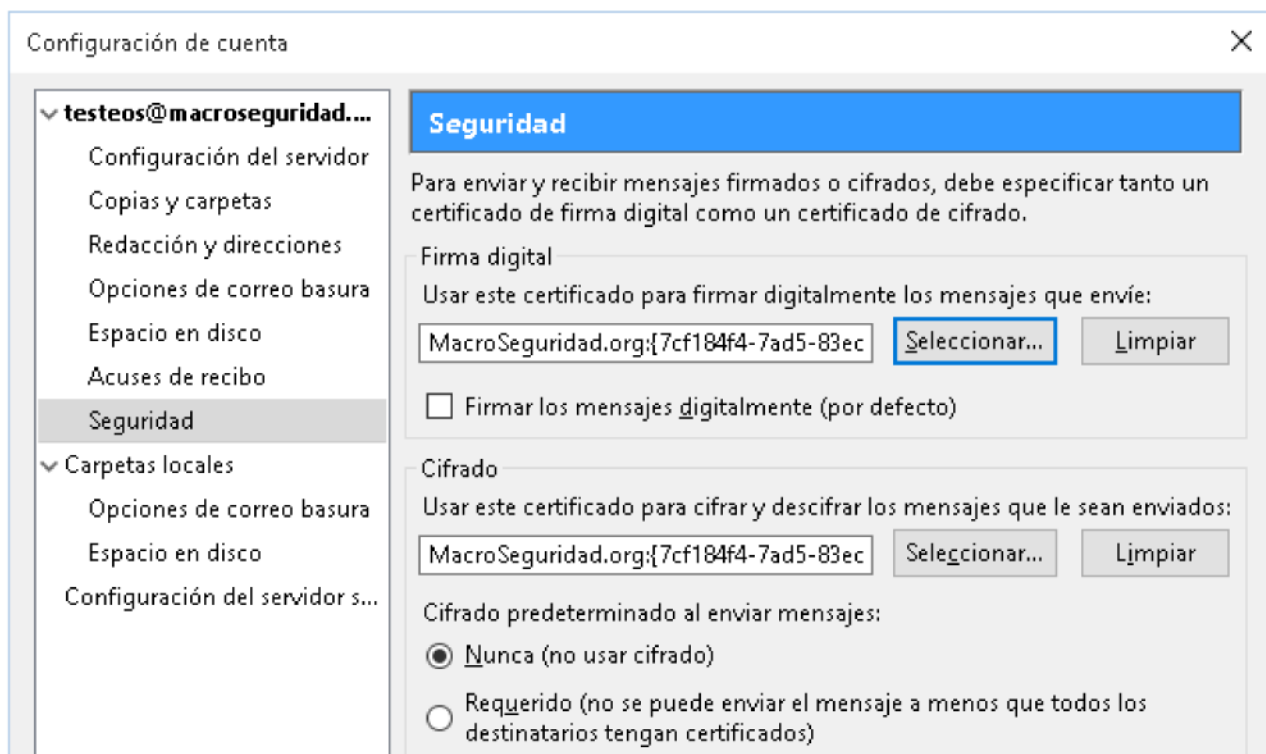 Configuración de cuenta
testeos@macroseguridad....
Configuración del servidor
Copias y carpetas
Redacción y direcciones
Opciones de correo basura
Espacio en disco
Acuses de recibo
Seguridad
Carpetas locales
Opciones de correo basura
Espacio en disco
Configuración del servidor s...
Seguridad
Para enviar y recibir mensajes firmados o cifrados, debe especificar tanto un
certificado de firma digital como un certificado de cifrado.
Firma digital
Usar este certificado para firmar digitalmente los mensajes que envíe:
MacroSeguridad.org:{7cf184f4-7ad5-83ec Seleccionar... Limpiar
Firmar los mensajes digitalmente (por defecto)
Cifrado
Usar este certificado para cifrar y descifrar los mensajes que le sean enviados:
MacroSeguridad.org:{7cf184f4-7ad5-83ec Seleccionar... Limpiar
Cifrado predeterminado al enviar mensajes:
Nunca (no usar cifrado)
Requerido (no se puede enviar el mensaje a menos que todos los
destinatarios tengan certificados)